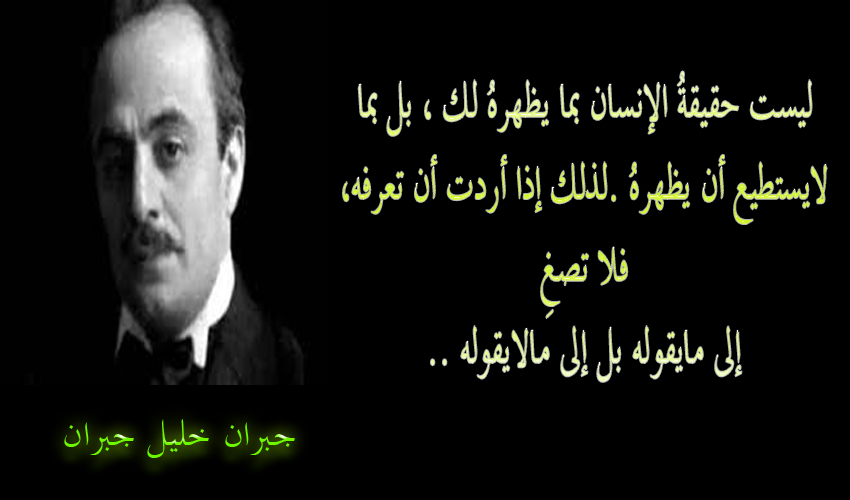 ليست حقيقةُ الإنسان بما يظهرهُ لك ، بل بما
لايستطيع أن يظهرهُ .لذلك إذا أردت أن تعرفه،
فلا تصغِ
إلى مايقوله بل إلى مالايقوله ..
جبران خليل جبران